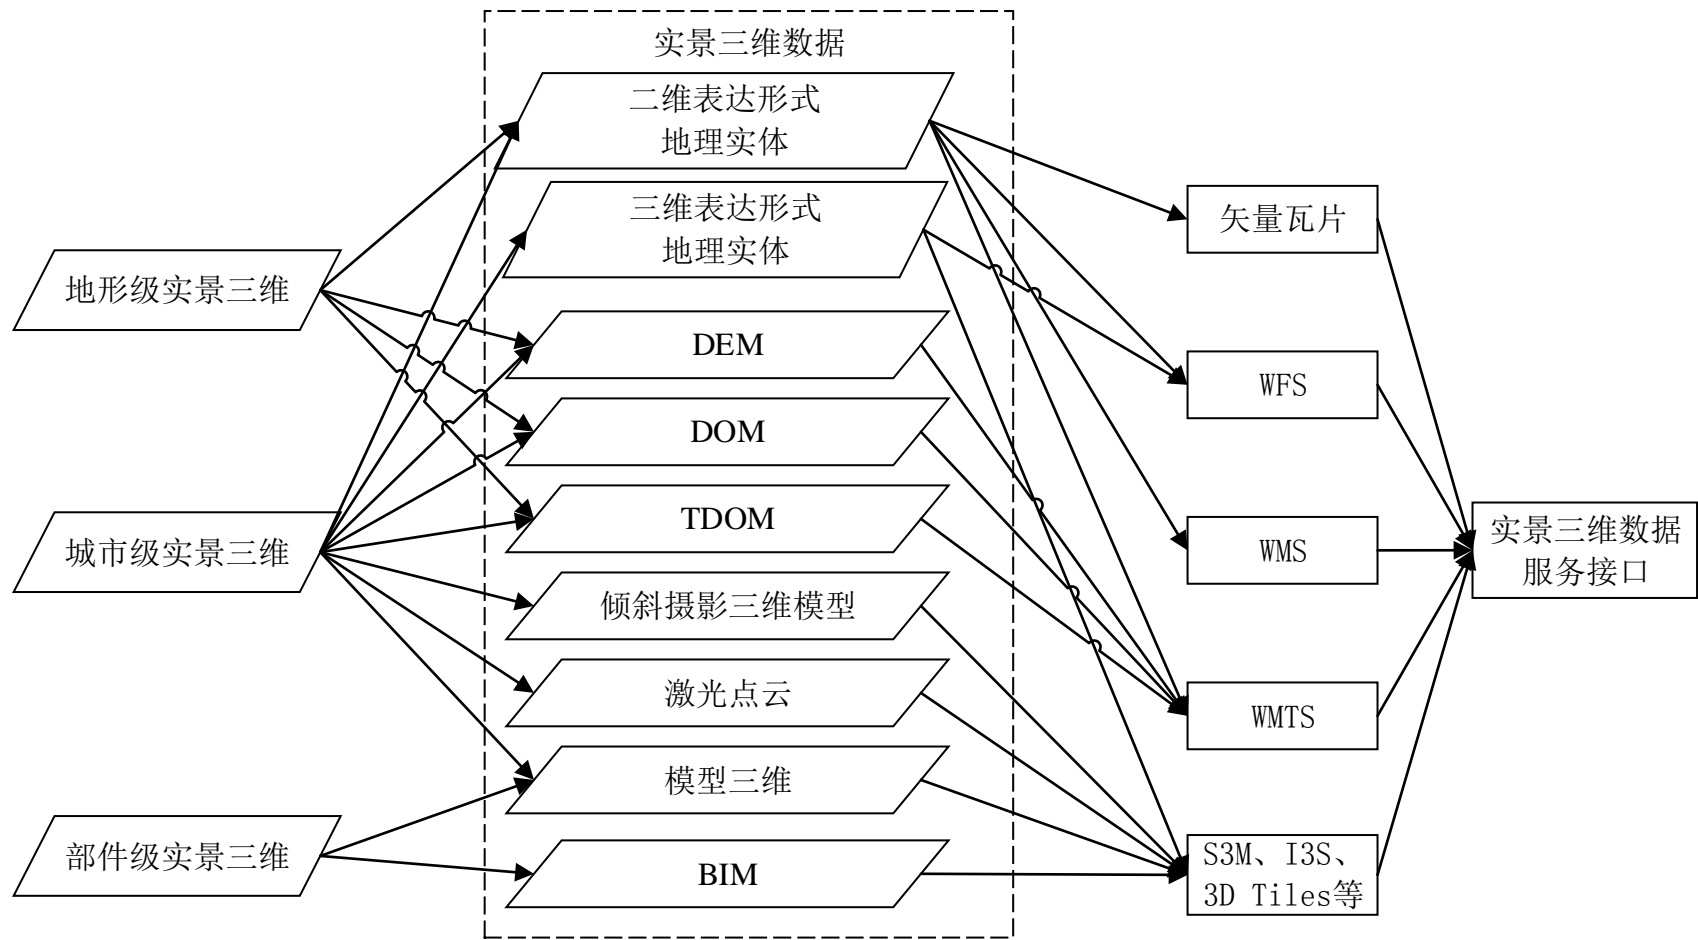 实景三维数据
二维表达形式
地理实体
三维表达形式
地理实体
地形级实景三维
DEM
DOM
TDOM
城市级实景三维
倾斜摄影三维模型
激光点云
模型三维
部件级实景三维
BIM
矢量瓦片
WFS
WMS
WMTS
S3M、I3S、
3D Tiles等
实景三维数据
服务接口